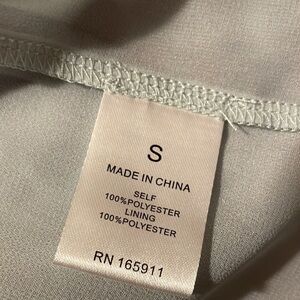 S
MADE IN CHINA
SELF
100%POLYESTER
LINING
100%POLYESTER
RN 165911